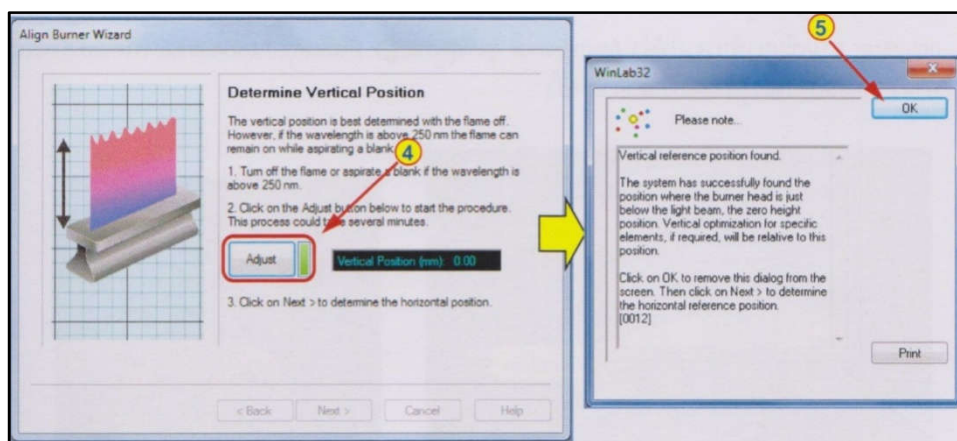 Align Burner Wizard
Determine Vertical Position
The vertical position is best determined with the flame off.
However, if the wavelength is above 250 nm the flame can
remain on while aspirating a blank.
4
1. Turn off the flame or aspirate a blank if the wavelength is
above 250 nm.
2. Click on the Adjust button below to start the procedure.
This process could take several minutes.
Adjust
Vertical Position (mm): 0.00
3. Click on Next > to determine the horizontal position.
< Back
Next >
Cancel
Help
5
WinLab32
OK
Please note...
Vertical reference position found.
The system has successfully found the
position where the burner head is just
below the light beam, the zero height
position. Vertical optimization for specific
elements, if required, will be relative to this
position.
Click on OK to remove this dialog from the
screen. Then click on Next > to determine
the horizontal reference position.
[0012]
Print